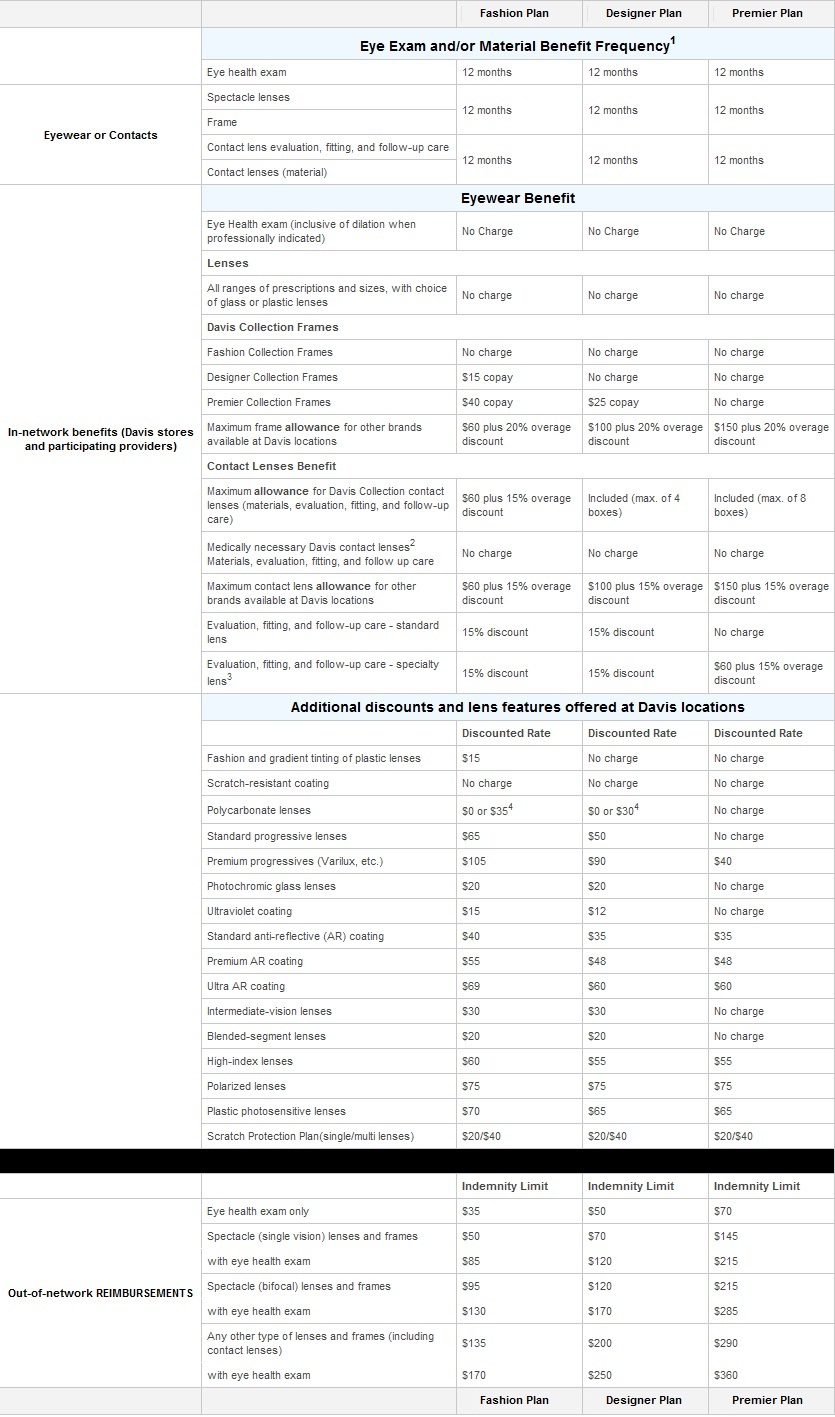 Fashion Plan Designer Plan Premier Plan
Eye Exam and/or Material Benefit Frequency1
Eye health exam 12 months 12 months 12 months
Eyewear or Contacts
Spectacle lenses
12 months 12 months 12 months
Frame
Contact lens evaluation, fitting, and follow-up care
12 months 12 months 12 months
Contact lenses (material)
In-network benefits (Davis stores
and participating providers)
Eyewear Benefit
Eye Health exam (inclusive of dilation when
professionally indicated)
No Charge No Charge No Charge
Lenses
All ranges of prescriptions and sizes, with choice
of glass or plastic lenses
No charge No charge No charge
Davis Collection Frames
Fashion Collection Frames No charge No charge No charge
Designer Collection Frames $15 copay No charge No charge
Premier Collection Frames $40 copay $25 copay No charge
Maximum frame allowance for other brands
available at Davis locations
$60 plus 20% overage
discount
$100 plus 20% overage
discount
$150 plus 20% overage
discount
Contact Lenses Benefit
Maximum allowance for Davis Collection contact
lenses (materials, evaluation, fitting, and follow-up
care)
$60 plus 15% overage
discount
Included (max. of 4
boxes)
Included (max. of 8
boxes)
Medically necessary Davis contact lenses2
Materials, evaluation, fitting, and follow up care
No charge No charge No charge
Maximum contact lens allowance for other
brands available at Davis locations
$60 plus 15% overage
discount
$100 plus 15% overage
discount
$150 plus 15% overage
discount
Evaluation, fitting, and follow-up care - standard
lens
15% discount 15% discount No charge
Evaluation, fitting, and follow-up care - specialty
lens3
15% discount 15% discount
$60 plus 15% overage
discount
Additional discounts and lens features offered at Davis locations
Discounted Rate Discounted Rate Discounted Rate
Fashion and gradient tinting of plastic lenses $15 No charge No charge
Scratch-resistant coating No charge No charge No charge
Polycarbonate lenses $0 or $354 $0 or $304 No charge
Standard progressive lenses $65 $50 No charge
Premium progressives (Varilux, etc.) $105 $90 $40
Photochromic glass lenses $20 $20 No charge
Ultraviolet coating $15 $12 No charge
Standard anti-reflective (AR) coating $40 $35 $35
Premium AR coating $55 $48 $48
Ultra AR coating $69 $60 $60
Intermediate-vision lenses $30 $30 No charge
Blended-segment lenses $20 $20 No charge
High-index lenses $60 $55 $55
Polarized lenses $75 $75 $75
Plastic photosensitive lenses $70 $65 $65
Scratch Protection Plan(single/multi lenses) $20/$40 $20/$40 $20/$40
Indemnity Limit Indemnity Limit Indemnity Limit
Out-of-network REIMBURSEMENTS
Eye health exam only $35 $50 $70
Spectacle (single vision) lenses and frames $50 $70 $145
with eye health exam $85 $120 $215
Spectacle (bifocal) lenses and frames $95 $120 $215
with eye health exam $130 $170 $285
Any other type of lenses and frames (including
contact lenses)
$135 $200 $290
with eye health exam $170 $250 $360
Fashion Plan Designer Plan Premier Plan